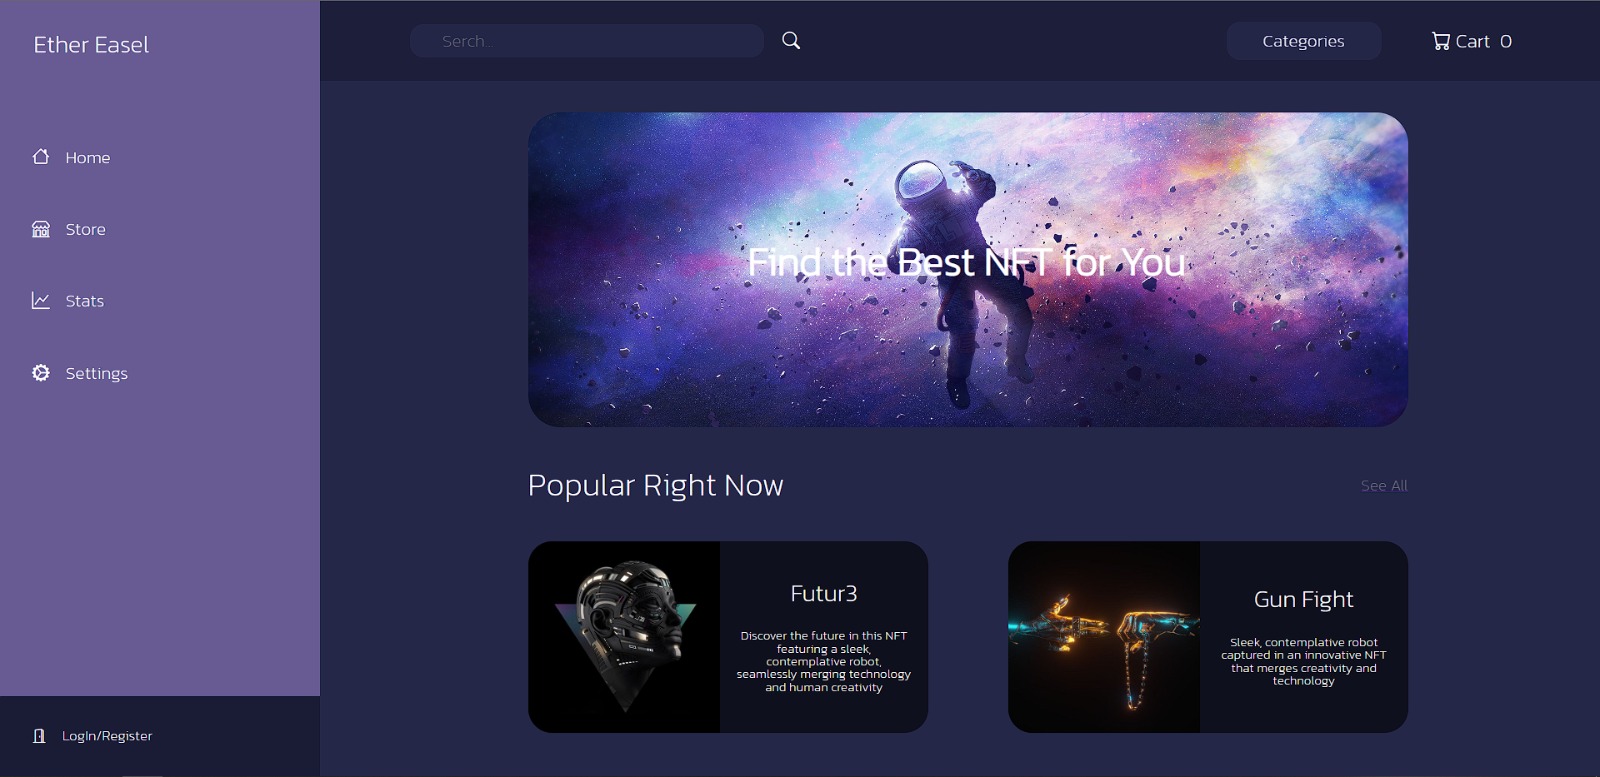 Ether Easel
Serch...
Categories
Cart 0
Home
Store
Stats
Settings
LogIn/Register
Find the Best NFT for You
Popular Right Now
See All
Futur3
Discover the future in this NFT
featuring a sleek,
contemplative robot,
seamlessly merging technology
and human creativity
Gun Fight
Sleek, contemplative robot
captured in an innovative NFT
that merges creativity and
technology